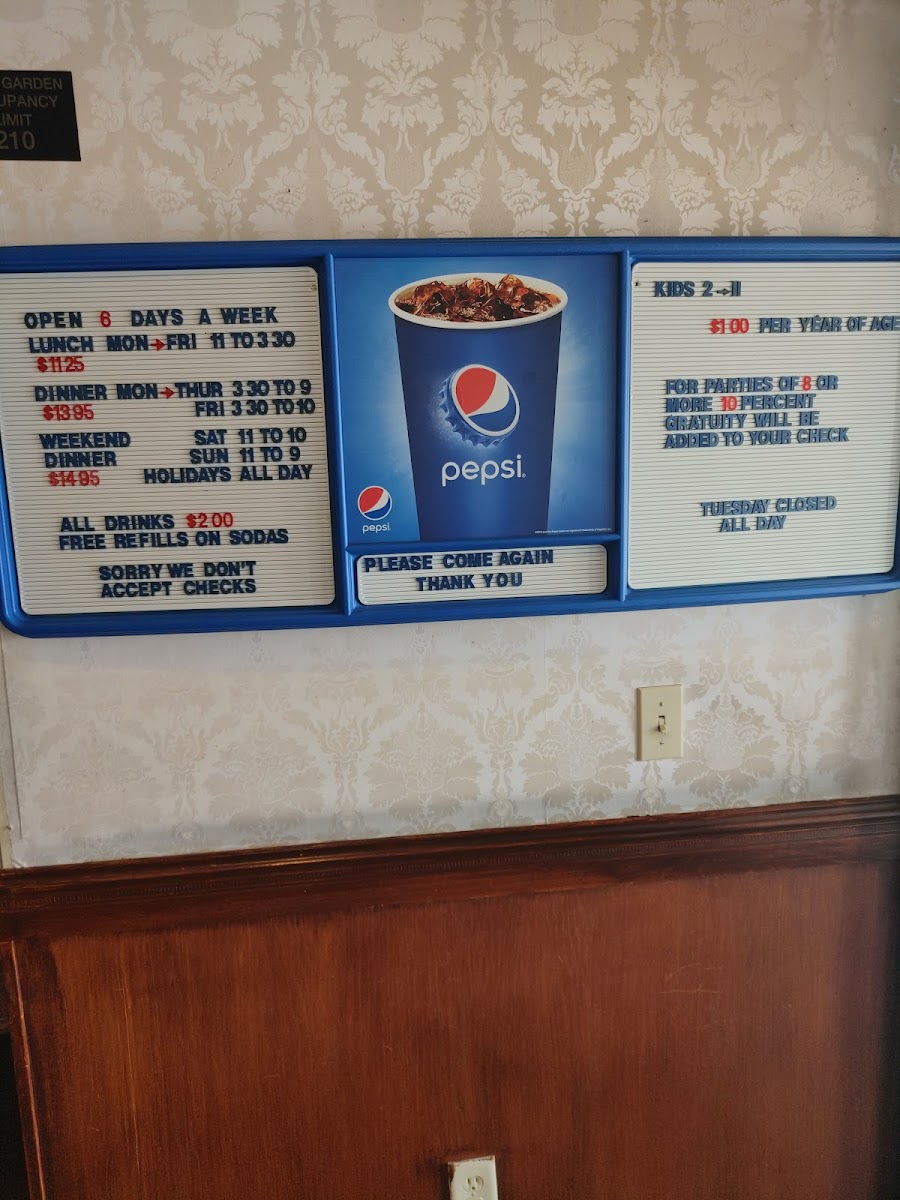 GARDEN
UPANCY
LIMIT
210
OPEN 6 DAYS A WEEK
LUNCH MON→FRI 11 TO 3 30
$11 25
DINNER MON→THUR 3 30 TO 9
$13 95 FRI 3 30 TO 10
WEEKEND SAT 11 TO 10
DINNER SUN 11 TO 9
$14 95 HOLIDAYS ALL DAY
ALL DRINKS $2 00
FREE REFILLS ON SODAS
SORRY WE DON'T
ACCEPT CHECKS
pepsi
pepsi
PLEASE COME AGAIN
THANK YOU
KIDS 2→11
$1 00 PER YEAR OF AGE
FOR PARTIES OF 8 OR
MORE 10 PERCENT
GRATUITY WILL BE
ADDED TO YOUR CHECK
TUESDAY CLOSED
ALL DAY